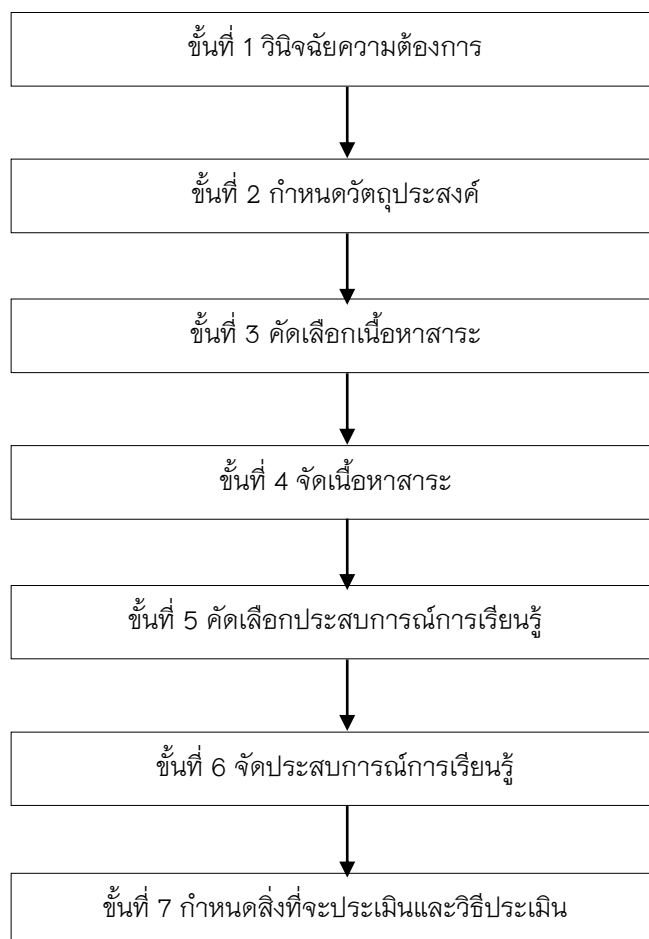 ขั้นที่ 1 วินิจฉัยความต้องการ
ขั้นที่ 2 กำหนดวัตถุประสงค์
ขั้นที่ 3 คัดเลือกเนื้อหาสาระ
ขั้นที่ 4 จัดเนื้อหาสาระ
ขั้นที่ 5 คัดเลือกประสบการณ์การเรียนรู้
ขั้นที่ 6 จัดประสบการณ์การเรียนรู้
ขั้นที่ 7 กำหนดสิ่งที่จะประเมินและวิธีประเมิน